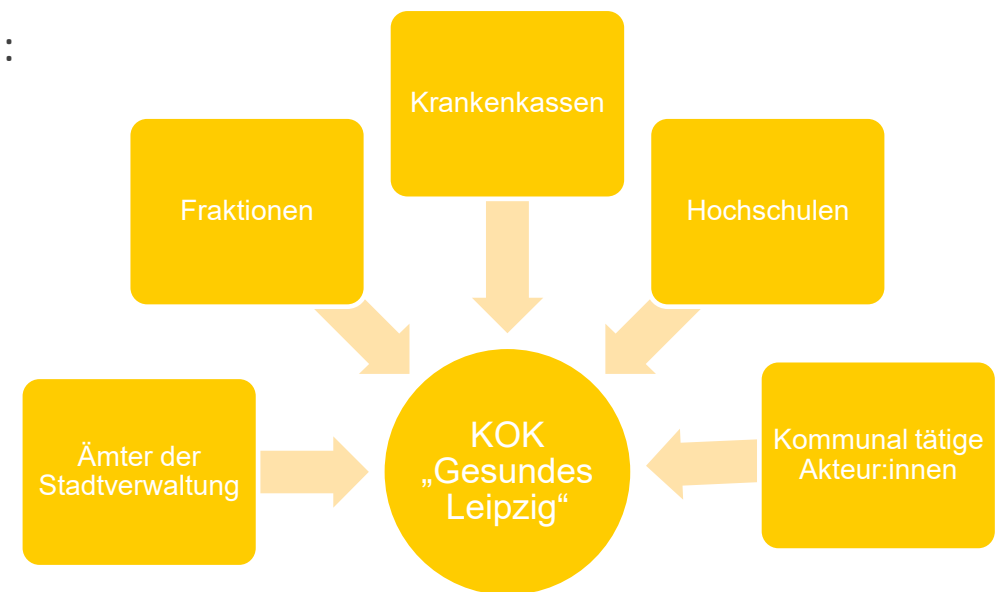 :
Krankenkassen
Fraktionen
Hochschulen
Ämter der
Stadtverwaltung
KOK
„Gesundes
Leipzig“
Kommunal tätige
Akteur:innen